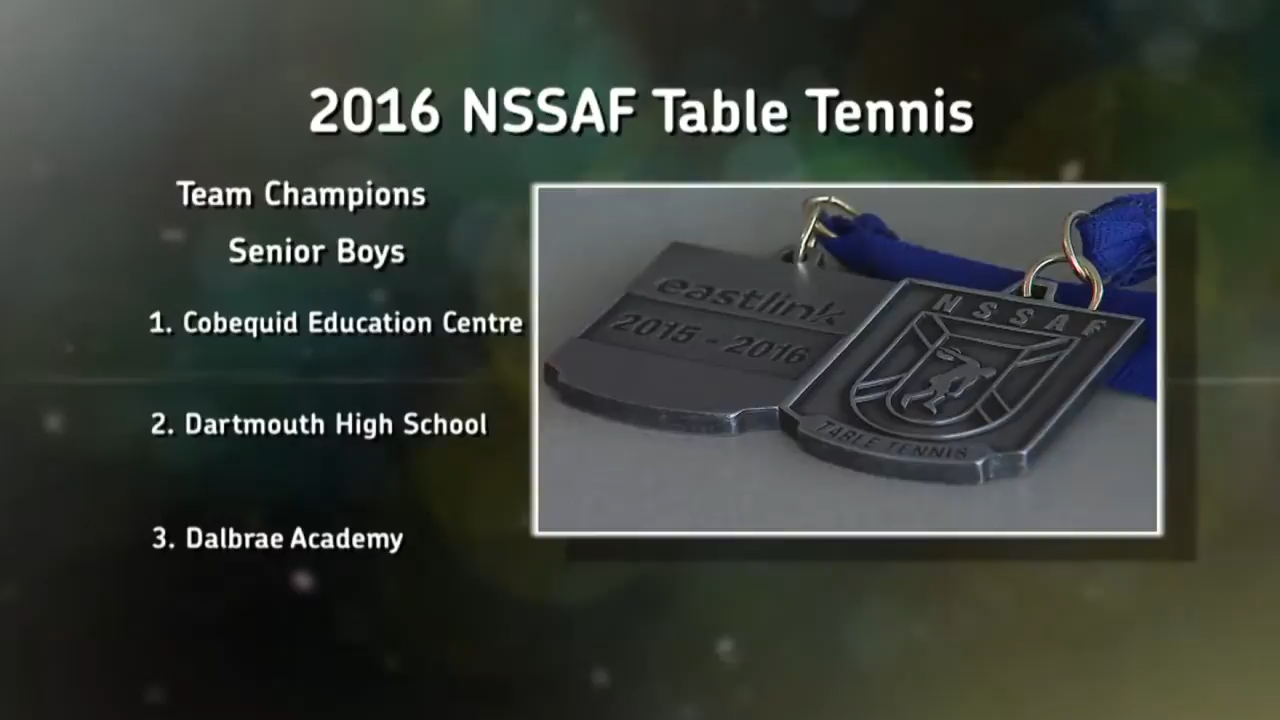 2016 NSSAF Table Tennis
Team Champions
Senior Boys
1. Cobequid Education Centre
2. Dartmouth High School
3. Dalbrae Academy
eastlink
2015 - 2016
NSSAF
TABLE TENNIS